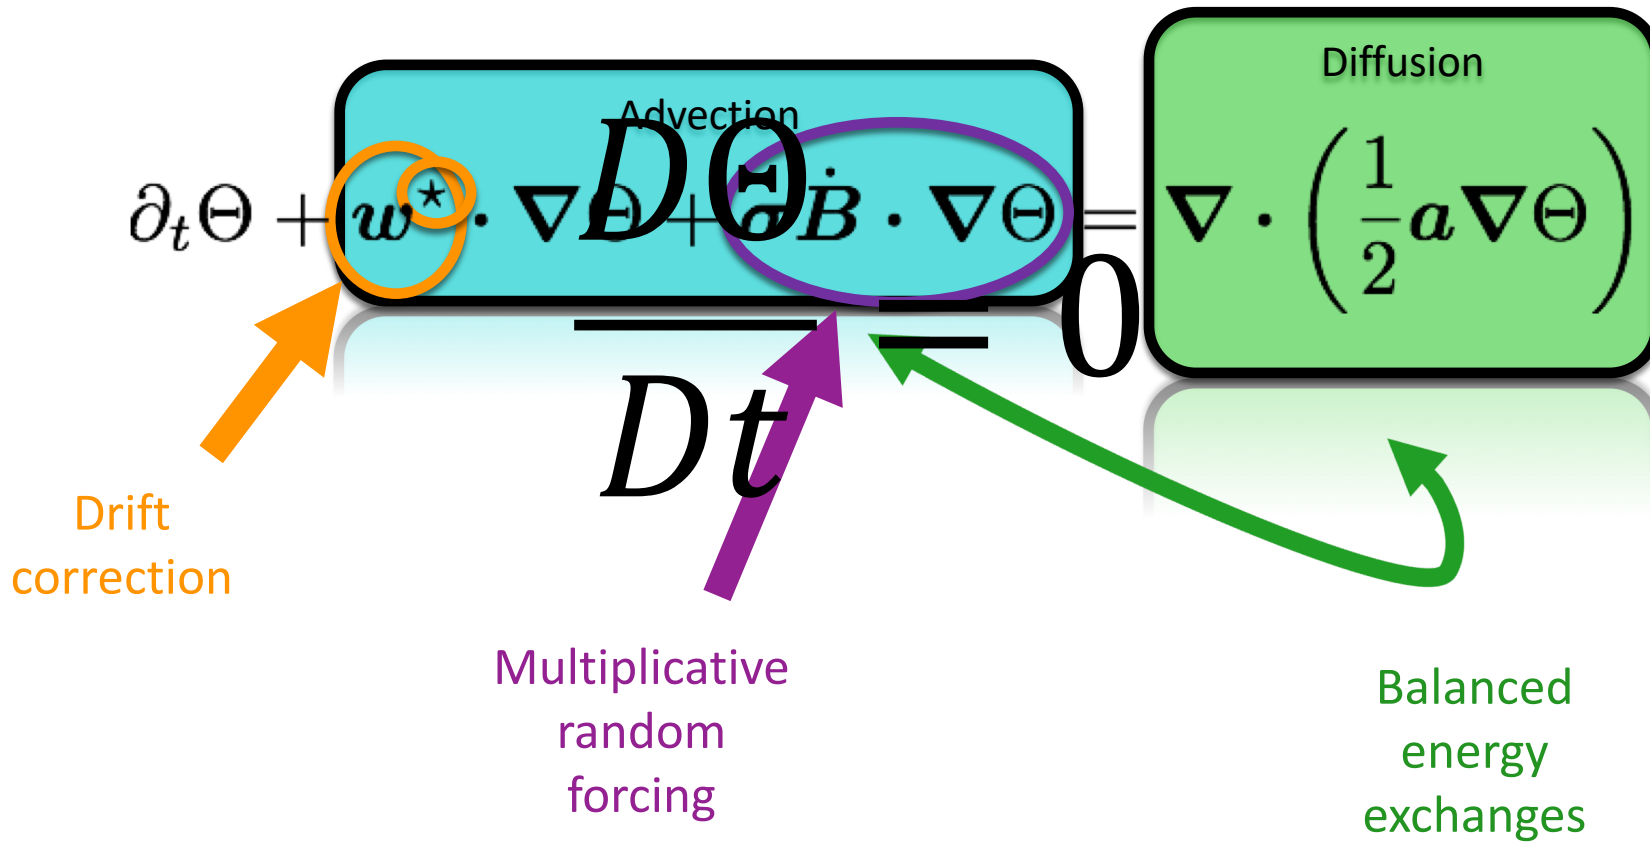 Diffusion
Advection
∂ₜΘ + w⋆ · ∇Θ + σḂ · ∇Θ = ∇ · (1/2 a∇Θ)
DΘ/Dt = 0
Drift
correction
Multiplicative
random
forcing
Balanced
energy
exchanges